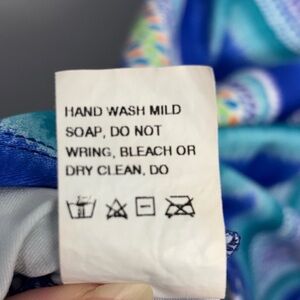 HAND WASH MILD
SOAP, DO NOT
WRING, BLEACH OR
DRY CLEAN, DO